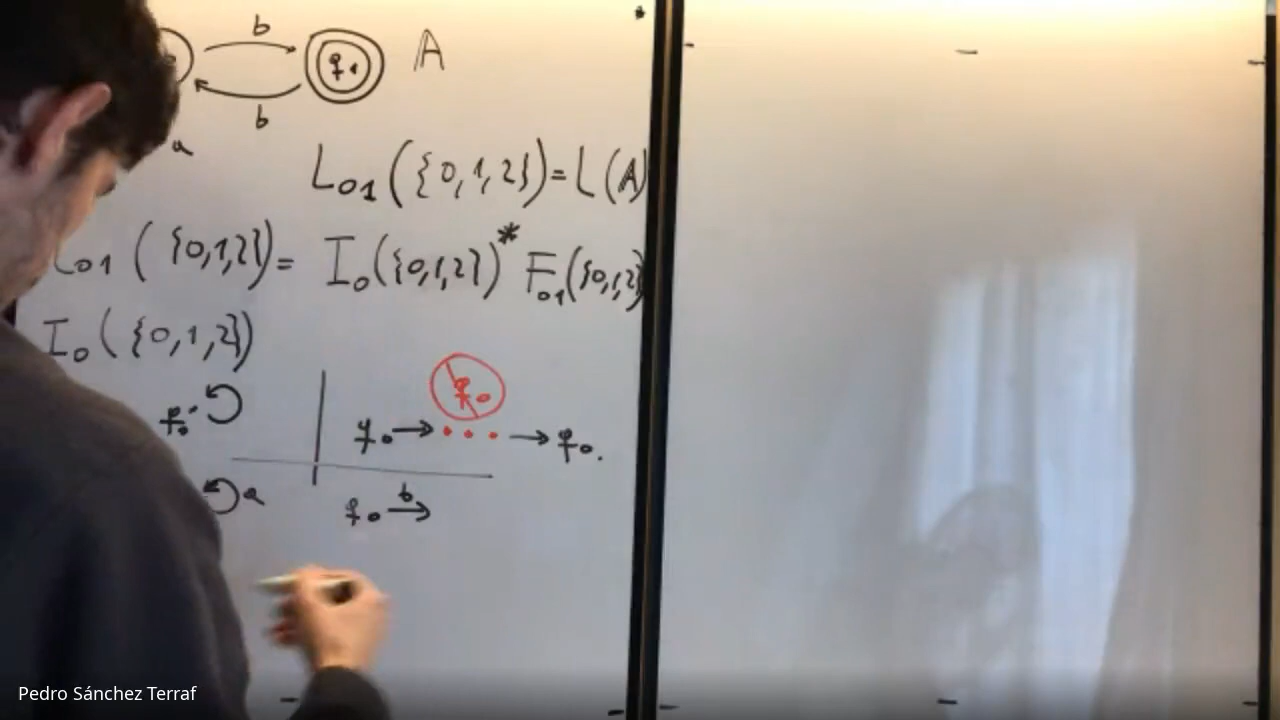 b
q₁ 𝔸
b
a
L₀₁({0,1,2})=L(𝔸)
L₀₁({0,1,2})= I₀({0,1,2})* F₀₁({0,1,2})
I₀({0,1,2})
q₀
q₀ ↺ q₀ → ... → q₀.
↺ a q₀ –b→
Pedro Sánchez Terraf